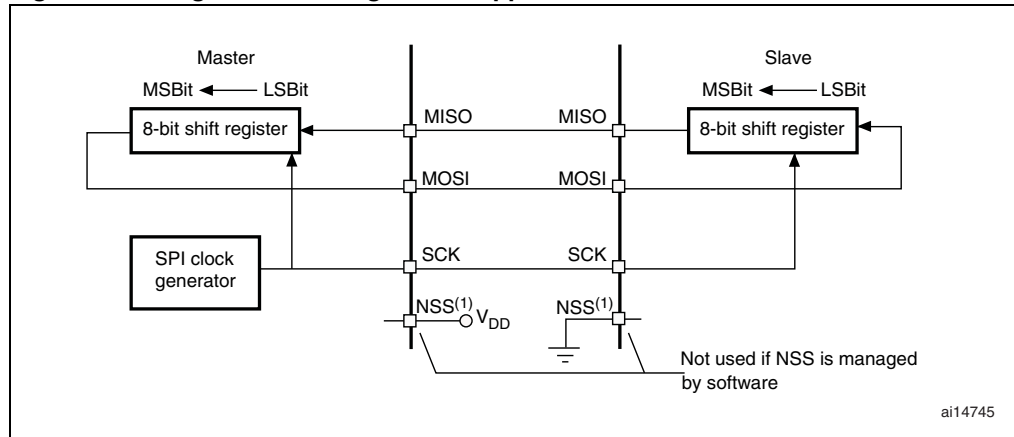 Master
MSBit LSBit
8-bit shift register
SPI clock
generator
MISO
MOSI
SCK
NSS(1)
VDD
MISO
MOSI
SCK
NSS(1)
Slave
MSBit LSBit
8-bit shift register
Not used if NSS is managed
by software
ai14745